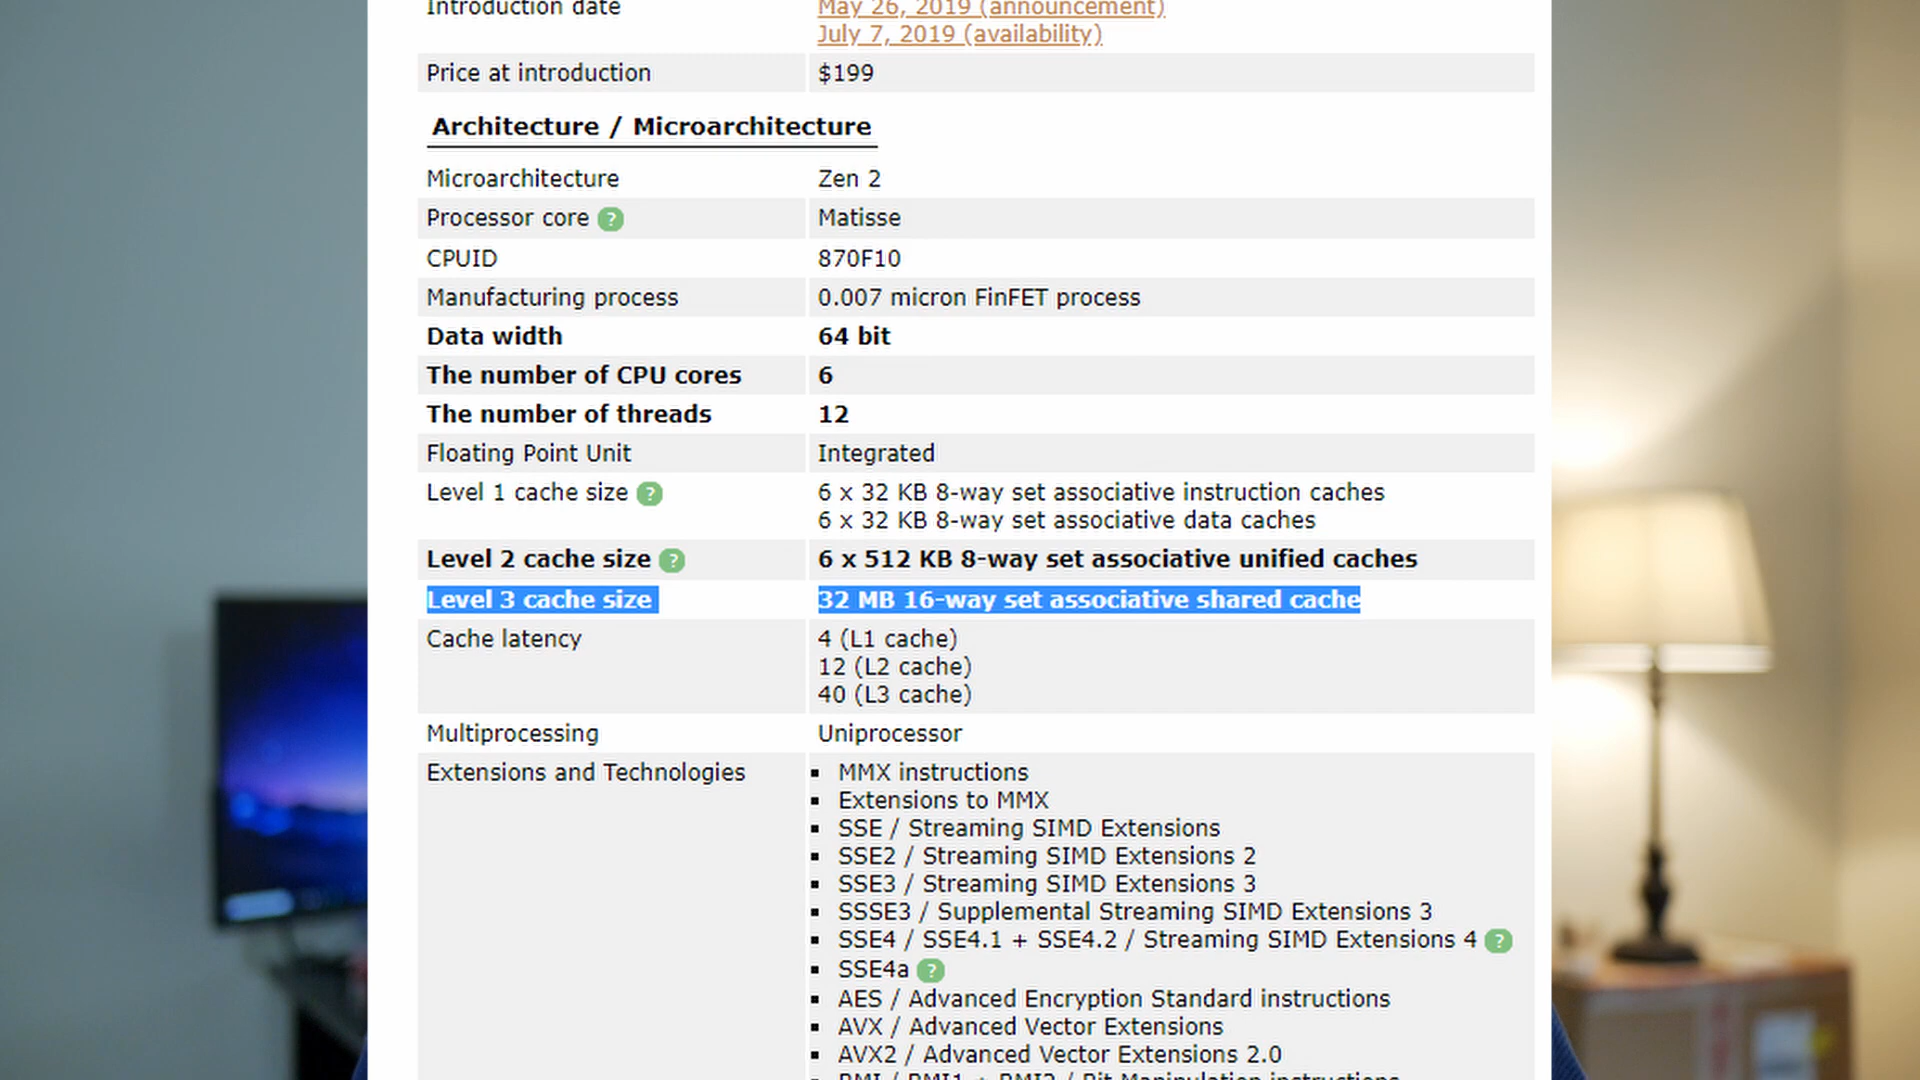 Introduction date May 26, 2019 (announcement)
July 7, 2019 (availability)
Price at introduction $199
Architecture / Microarchitecture
Microarchitecture Zen 2
Processor core ? Matisse
CPUID 870F10
Manufacturing process 0.007 micron FinFET process
Data width 64 bit
The number of CPU cores 6
The number of threads 12
Floating Point Unit Integrated
Level 1 cache size ? 6 x 32 KB 8-way set associative instruction caches
6 x 32 KB 8-way set associative data caches
Level 2 cache size ? 6 x 512 KB 8-way set associative unified caches
Level 3 cache size 32 MB 16-way set associative shared cache
Cache latency 4 (L1 cache)
12 (L2 cache)
40 (L3 cache)
Multiprocessing Uniprocessor
Extensions and Technologies MMX instructions
Extensions to MMX
SSE / Streaming SIMD Extensions
SSE2 / Streaming SIMD Extensions 2
SSE3 / Streaming SIMD Extensions 3
SSSE3 / Supplemental Streaming SIMD Extensions 3
SSE4 / SSE4.1 + SSE4.2 / Streaming SIMD Extensions 4 ?
SSE4a ?
AES / Advanced Encryption Standard instructions
AVX / Advanced Vector Extensions
AVX2 / Advanced Vector Extensions 2.0
BMI / BMI1 + BMI2 / Bit Manipulation instructions